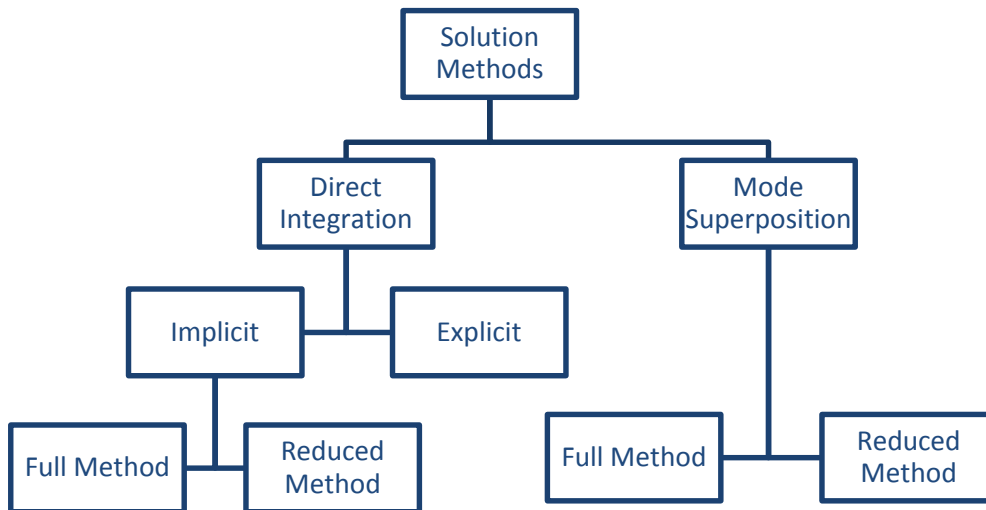 Solution
Methods
Direct
Integration
Mode
Superposition
Implicit
Explicit
Full Method
Reduced
Method
Full Method
Reduced
Method